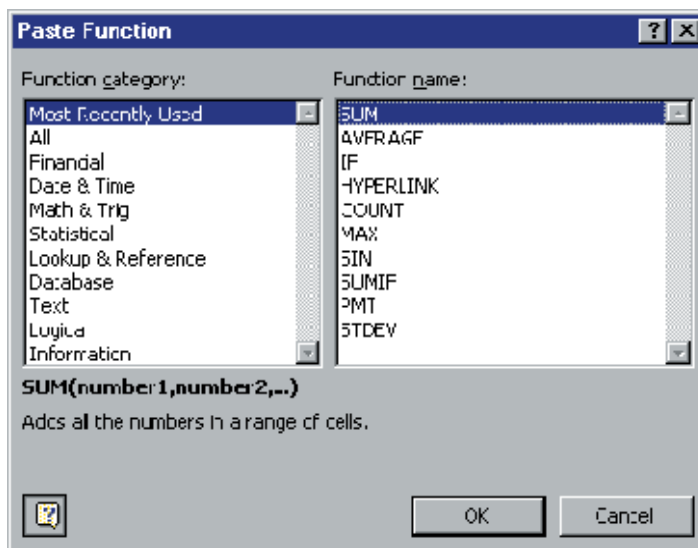 Paste Function
Function category:
Most Recently Used
All
Financial
Date & Time
Math & Trig
Statistical
Lookup & Reference
Database
Text
Logical
Information
Function name:
SUM
AVERAGE
IF
HYPERLINK
COUNT
MAX
SIN
SUMIF
PMT
STDEV
SUM(number1,number2,...)
Adds all the numbers in a range of cells.
OK
Cancel